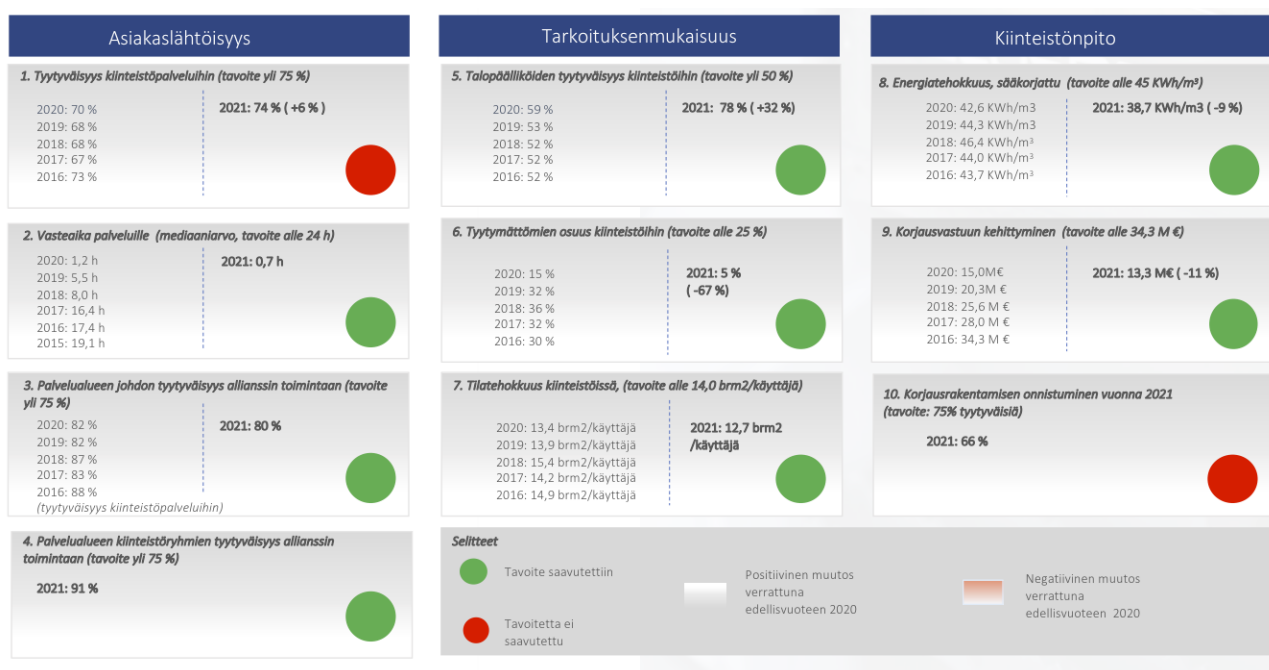 Asiakaslähtöisyys
1. Tyytyväisyys kiinteistöpalveluihin (tavoite yli 75 %)
2020: 70 %
2019: 68 %
2018: 68 %
2017: 67 %
2016: 73 %
2021: 74 % ( +6 % )
2. Vasteaika palveluille (mediaaniarvo, tavoite alle 24 h)
2020: 1,2 h
2019: 5,5 h
2018: 8,0 h
2017: 16,4 h
2016: 17,4 h
2015: 19,1 h
2021: 0,7 h
3. Palvelualueen johdon tyytyväisyys allianssin toimintaan (tavoite
yli 75 %)
2020: 82 %
2019: 82 %
2018: 87 %
2017: 83 %
2016: 88 %
(tyytyväisyys kiinteistöpalveluihin)
2021: 80 %
4. Palvelualueen kiinteistöryhmien tyytyväisyys allianssin
toimintaan (tavoite yli 75 %)
2021: 91 %
Tarkoituksenmukaisuus
5. Talopäälliköiden tyytyväisyys kiinteistöihin (tavoite yli 50 %)
2020: 59 %
2019: 53 %
2018: 52 %
2017: 52 %
2016: 52 %
2021: 78 % ( +32 %)
6. Tyytymättömien osuus kiinteistöihin (tavoite alle 25 %)
2020: 15 %
2019: 32 %
2018: 36 %
2017: 32 %
2016: 30 %
2021: 5 %
( -67 %)
7. Tilatehokkuus kiinteistöissä, (tavoite alle 14,0 brm2/käyttäjä)
2020: 13,4 brm2/käyttäjä
2019: 13,9 brm2/käyttäjä
2018: 15,4 brm2/käyttäjä
2017: 14,2 brm2/käyttäjä
2016: 14,9 brm2/käyttäjä
2021: 12,7 brm2
/käyttäjä
Kiinteistönpito
8. Energiatehokkuus, sääkorjattu (tavoite alle 45 KWh/m³)
2020: 42,6 KWh/m3
2019: 44,3 KWh/m3
2018: 46,4 KWh/m³
2017: 44,0 KWh/m³
2016: 43,7 KWh/m³
2021: 38,7 KWh/m3 ( -9 %)
9. Korjausvastuun kehittyminen (tavoite alle 34,3 M €)
2020: 15,0M€
2019: 20,3M €
2018: 25,6 M €
2017: 28,0 M €
2016: 34,3 M €
2021: 13,3 M€ ( -11 %)
10. Korjausrakentamisen onnistuminen vuonna 2021
(tavoite: 75% tyytyväisiä)
2021: 66 %
Selitteet
Tavoite saavutettiin
Tavoitetta ei
saavutettu
Positiivinen muutos
verrattuna
edellisvuoteen 2020
Negatiivinen muutos
verrattuna
edellisvuoteen 2020